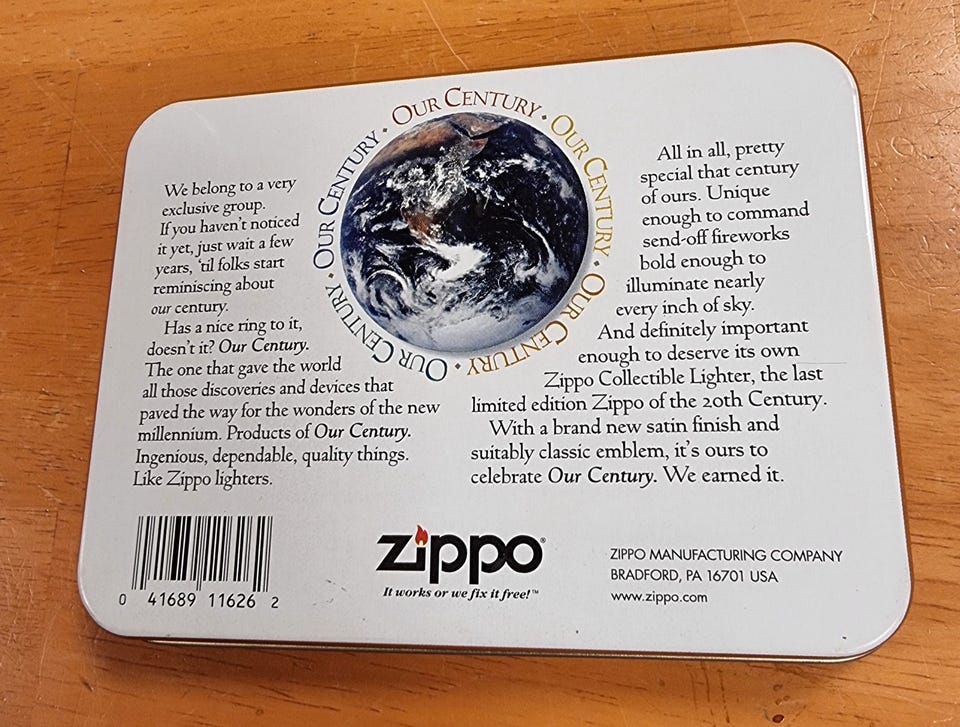 OUR CENTURY • OUR CENTURY • OUR CENTURY • OUR CENTURY • OUR CENTURY •
We belong to a very
exclusive group.
If you haven't noticed
it yet, just wait a few
years, 'til folks start
reminiscing about
our century.
Has a nice ring to it,
doesn't it? Our Century.
The one that gave the world
all those discoveries and devices that
paved the way for the wonders of the new
millennium. Products of Our Century.
Ingenious, dependable, quality things.
Like Zippo lighters.
All in all, pretty
special that century
of ours. Unique
enough to command
send-off fireworks
bold enough to
illuminate nearly
every inch of sky.
And definitely important
enough to deserve its own
Zippo Collectible Lighter, the last
limited edition Zippo of the 20th Century.
With a brand new satin finish and
suitably classic emblem, it's ours to
celebrate Our Century. We earned it.
0 41689 11626 2
zippo®
It works or we fix it free!™
ZIPPO MANUFACTURING COMPANY
BRADFORD, PA 16701 USA
www.zippo.com